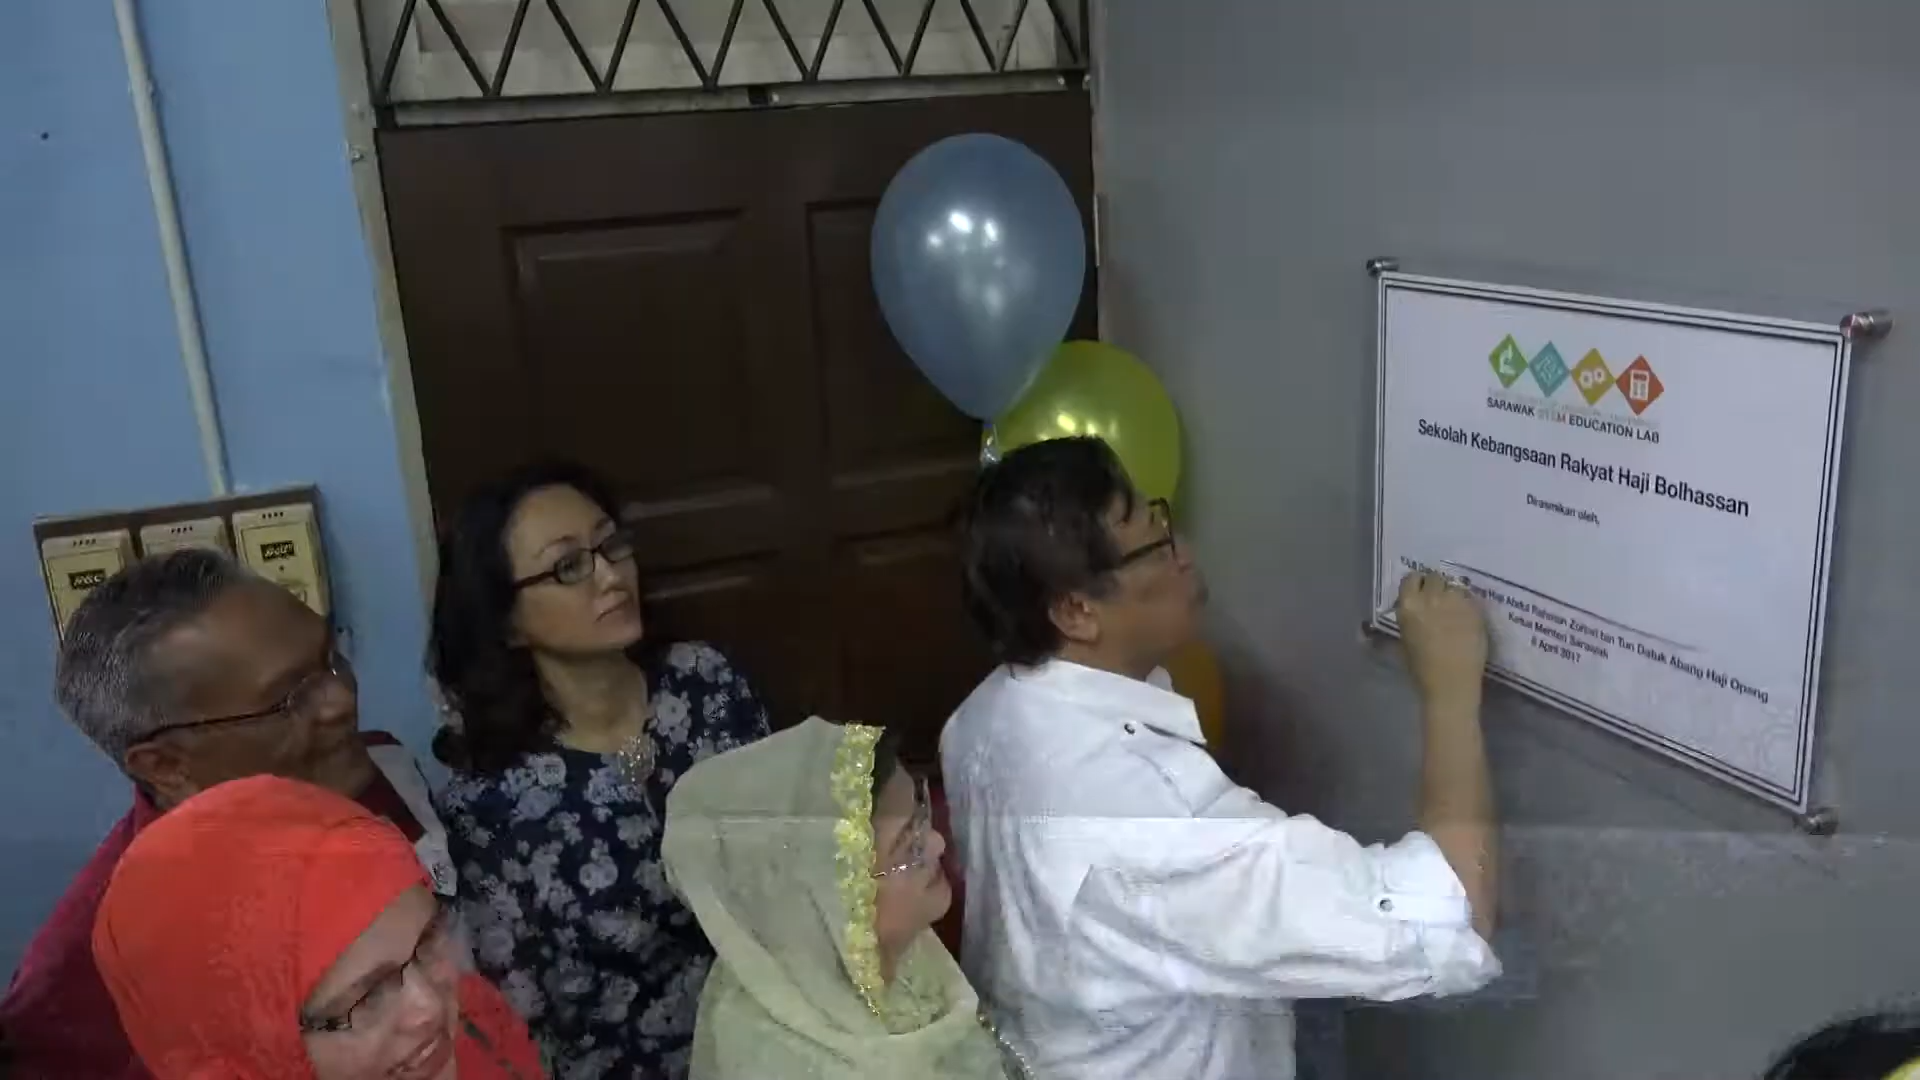 SARAWAK STEM EDUCATION LAB
Sekolah Kebangsaan Rakyat Haji Bolhassan
Dirasmikan oleh,
Haji Abdul Rahman Zohari bin Tun Datuk Abang Haji Openg
Ketua Menteri Sarawak
8 April 2017